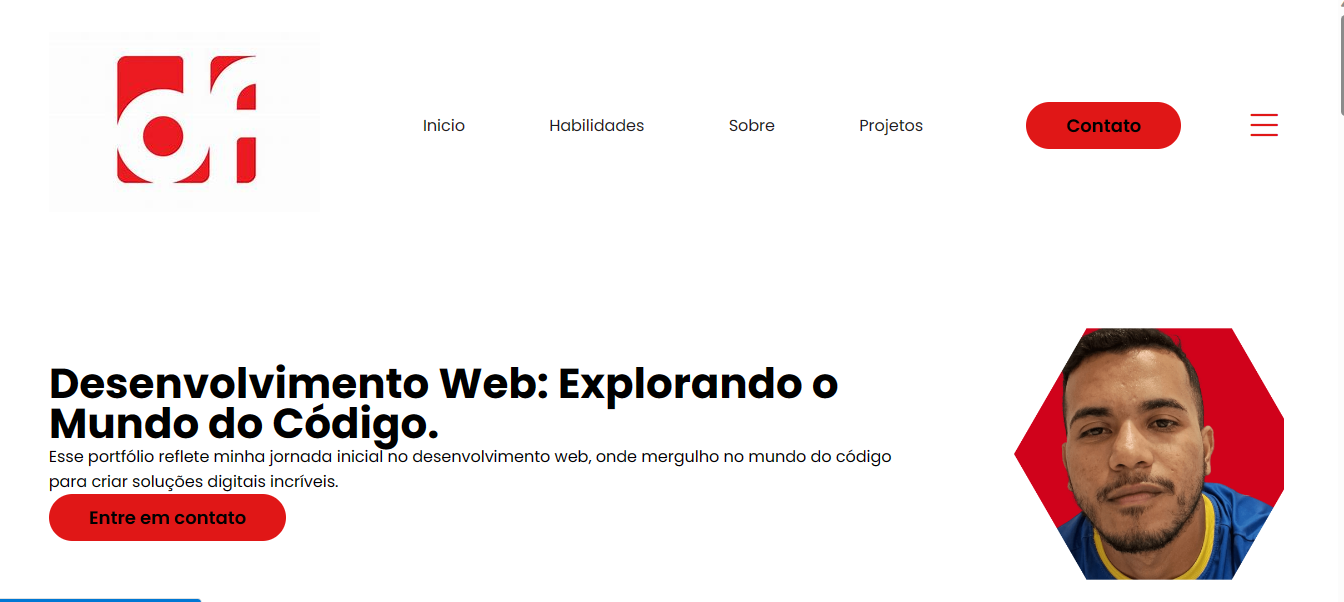 df
Inicio Habilidades Sobre Projetos Contato
Desenvolvimento Web: Explorando o
Mundo do Código.
Esse portfólio reflete minha jornada inicial no desenvolvimento web, onde mergulho no mundo do código
para criar soluções digitais incríveis.
Entre em contato